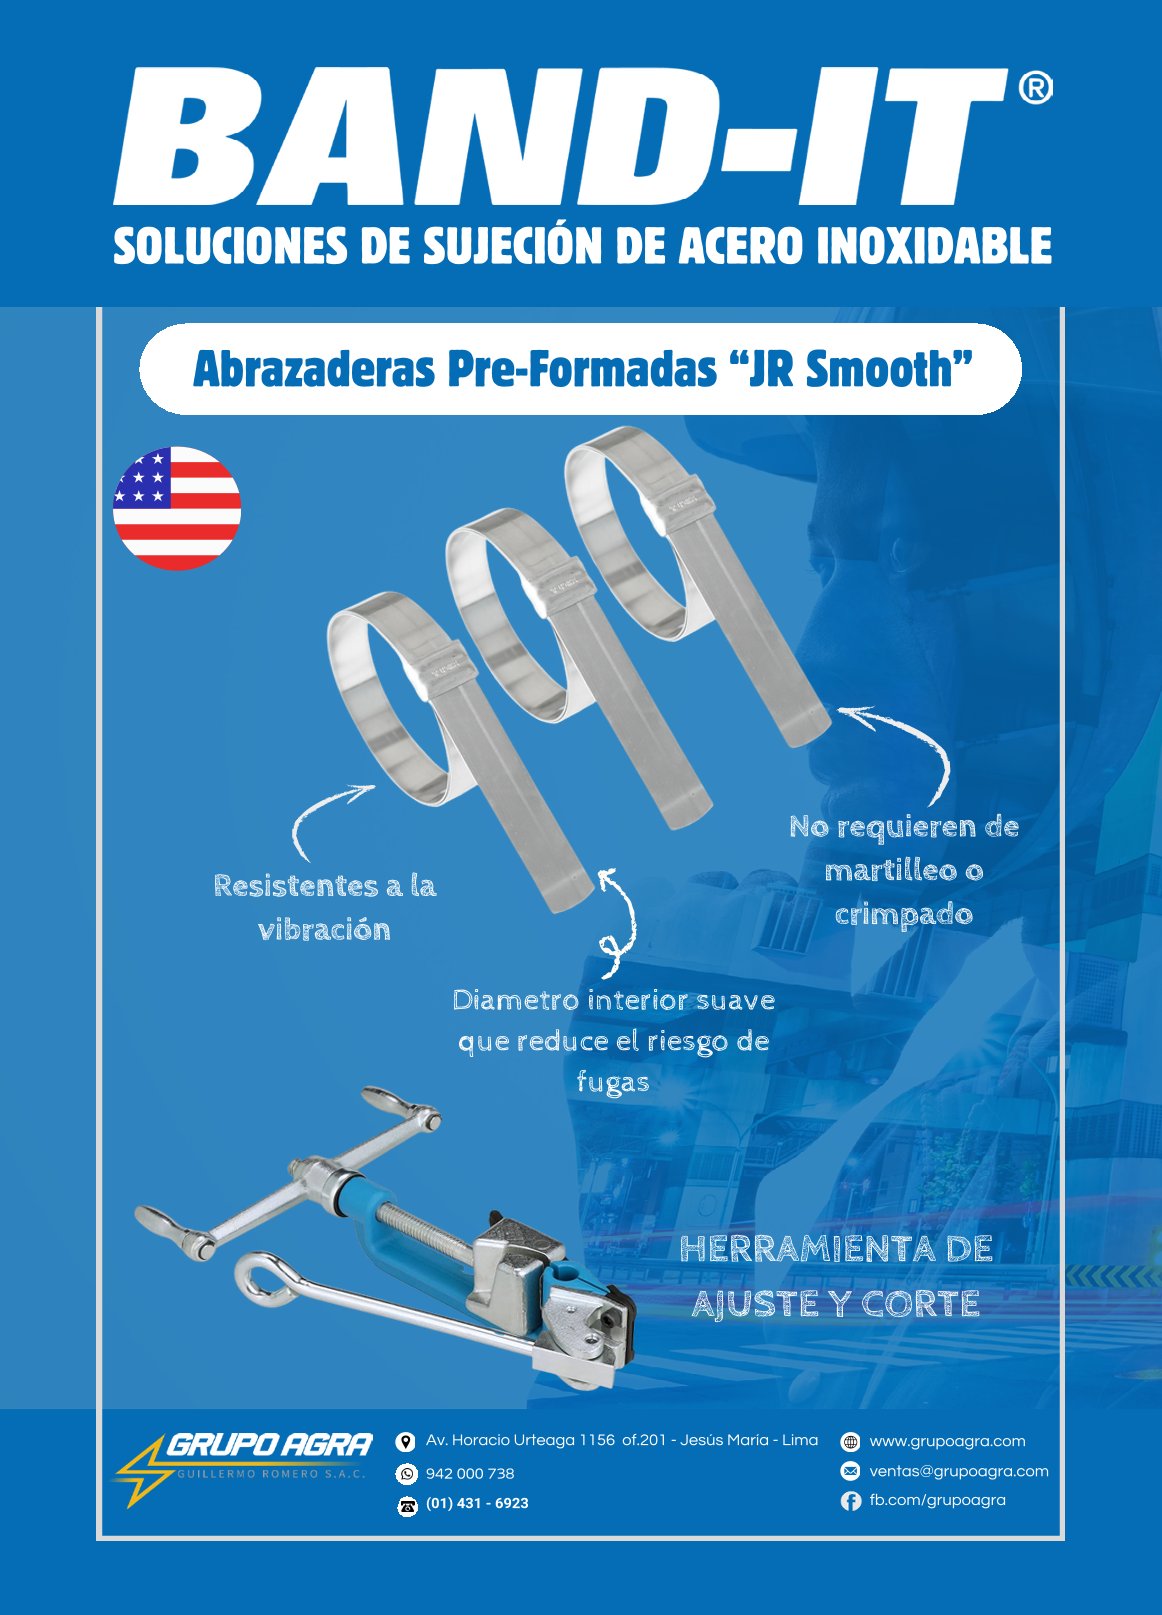 BAND-IT®
SOLUCIONES DE SUJECIÓN DE ACERO INOXIDABLE
Abrazaderas Pre-Formadas “JR Smooth”
No requieren de
martilleo o
crimpado
Resistentes a la
vibración
Diametro interior suave
que reduce el riesgo de
fugas
HERRAMIENTA DE
AJUSTE Y CORTE
GRUPO AGRA
GUILLERMO ROMERO S.A.C.
Av. Horacio Urteaga 1156 of.201 - Jesús María - Lima
942 000 738
(01) 431 - 6923
www.grupoagra.com
ventas@grupoagra.com
fb.com/grupoagra